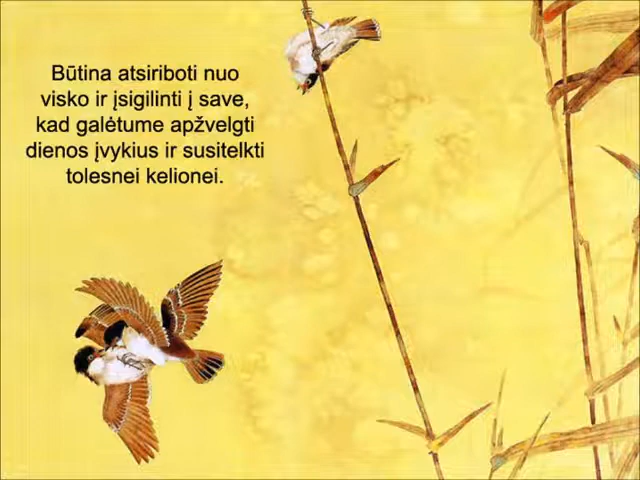 Būtina atsiriboti nuo
visko ir įsigilinti į save,
kad galėtume apžvelgti
dienos įvykius ir susitelkti
tolesnei kelionei.